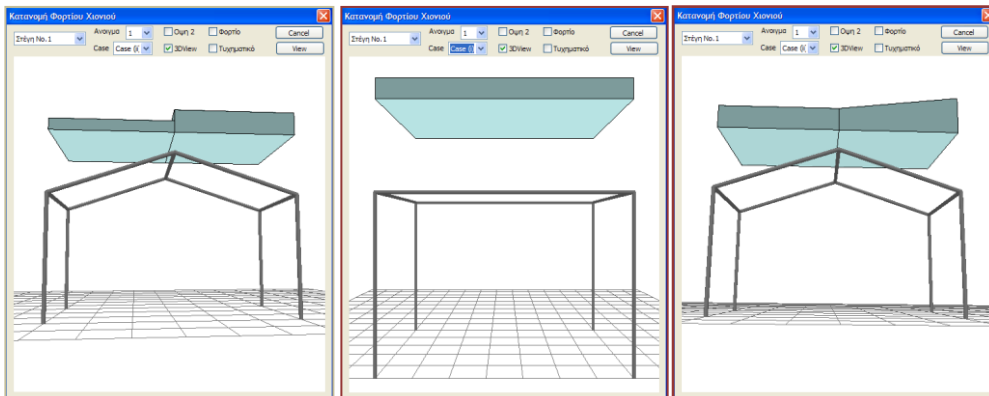 Κατανομή Φορτίου Χιονιού
Στέγη No.1
Ανοιγμα 1
Οψη 2
Φορτίο
Cancel
Case Case (i(
3DView
Τυχηματικό
View
Κατανομή Φορτίου Χιονιού
Στέγη No.1
Ανοιγμα 1
Οψη 2
Φορτίο
Cancel
Case Case (i(
3DView
Τυχηματικό
View
Κατανομή Φορτίου Χιονιού
Στέγη No.1
Ανοιγμα 1
Οψη 2
Φορτίο
Cancel
Case Case (i(
3DView
Τυχηματικό
View